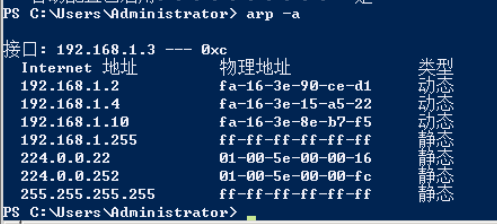 PS C:\Users\Administrator> arp -a
接口: 192.168.1.3 --- 0xc
Internet 地址 物理地址 类型
192.168.1.2 fa-16-3e-90-ce-d1 动态
192.168.1.4 fa-16-3e-15-a5-22 动态
192.168.1.10 fa-16-3e-8e-b7-f5 动态
192.168.1.255 ff-ff-ff-ff-ff-ff 静态
224.0.0.22 01-00-5e-00-00-16 静态
224.0.0.252 01-00-5e-00-00-fc 静态
255.255.255.255 ff-ff-ff-ff-ff-ff 静态
PS C:\Users\Administrator>